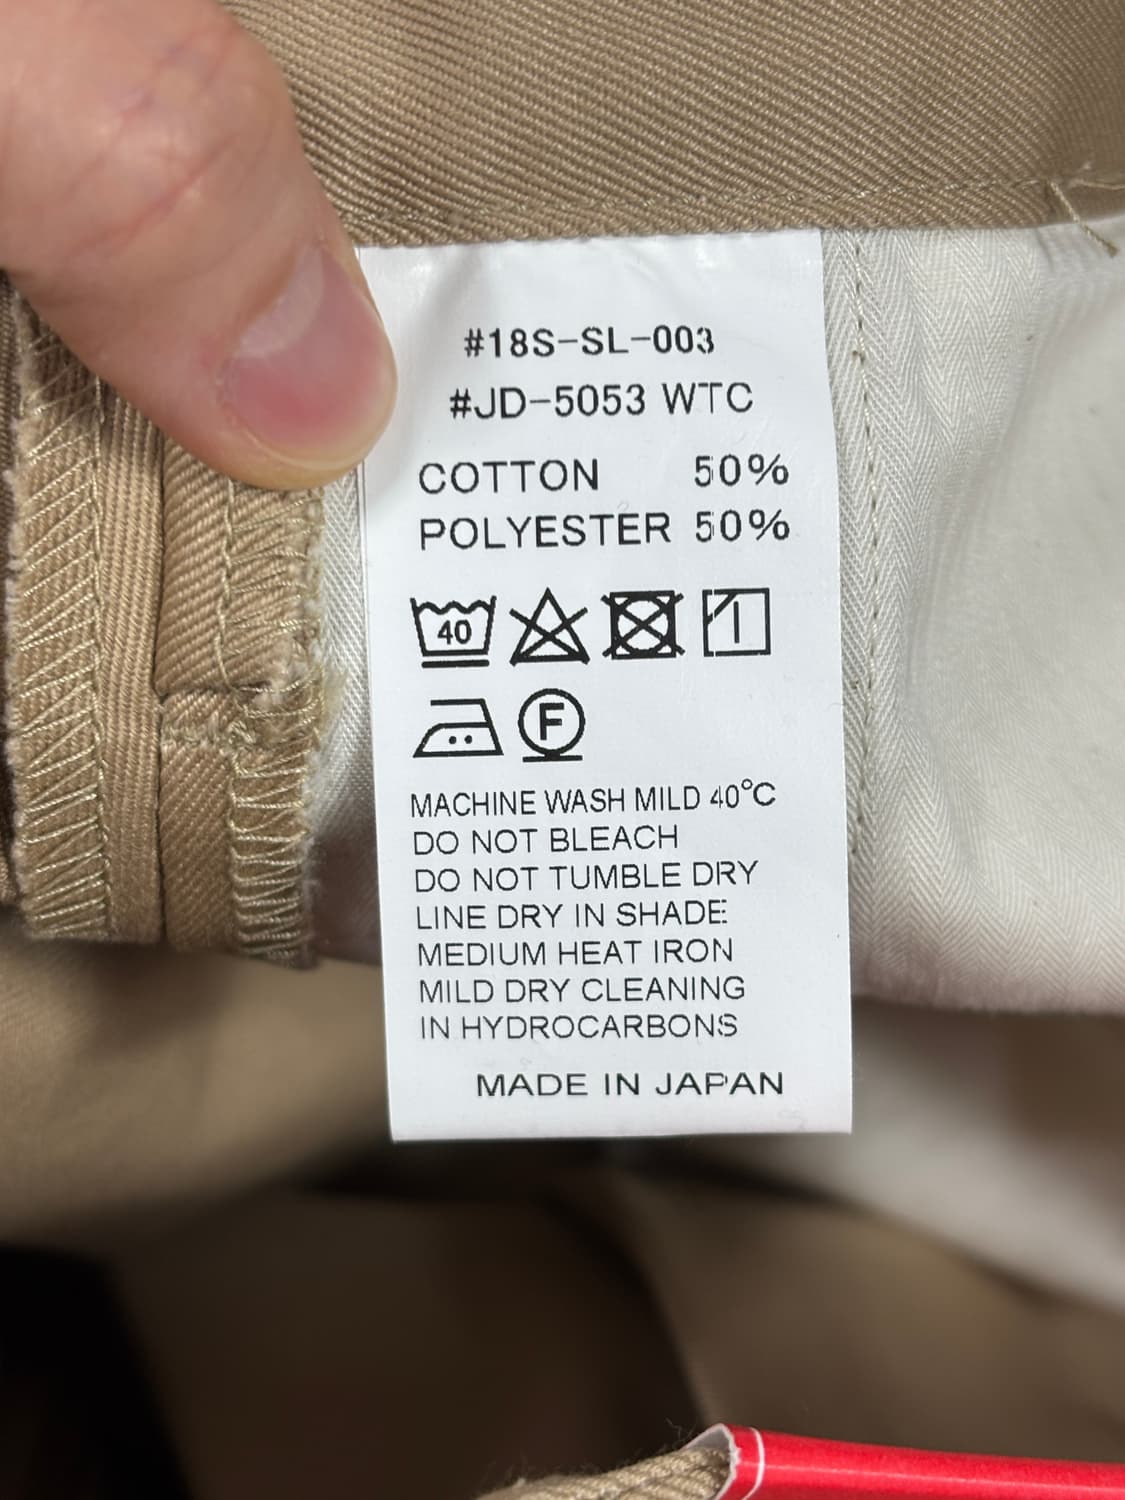 #18S-SL-003
#JD-5053 WTC
COTTON 50%
POLYESTER 50%
40
F
MACHINE WASH MILD 40°C
DO NOT BLEACH
DO NOT TUMBLE DRY
LINE DRY IN SHADE
MEDIUM HEAT IRON
MILD DRY CLEANING
IN HYDROCARBONS
MADE IN JAPAN